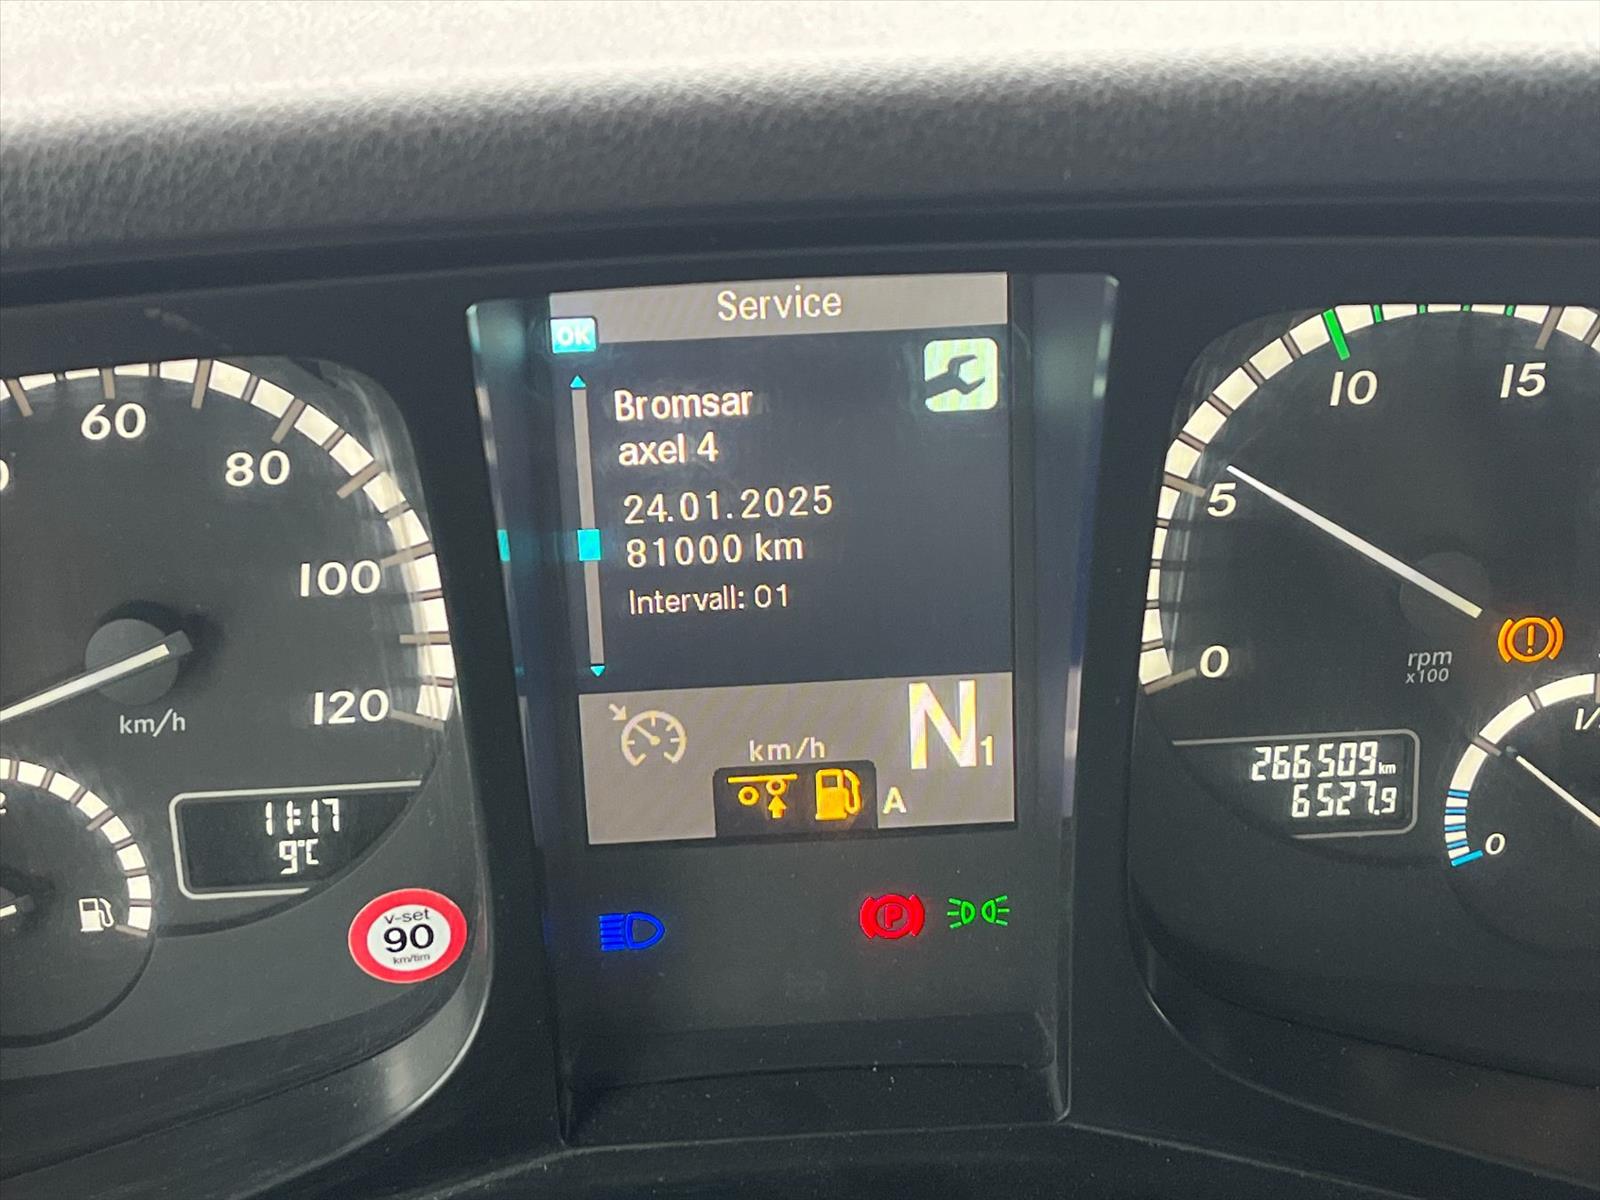 Service
OK
Bromsar
axel 4
24.01.2025
81000 km
Intervall: 01
km/h
N1
A
60
80
100
120
km/h
11:17
9°C
v-set
90
km/tim
0
5
10
15
rpm
x100
266509 km
6527.9
0
P